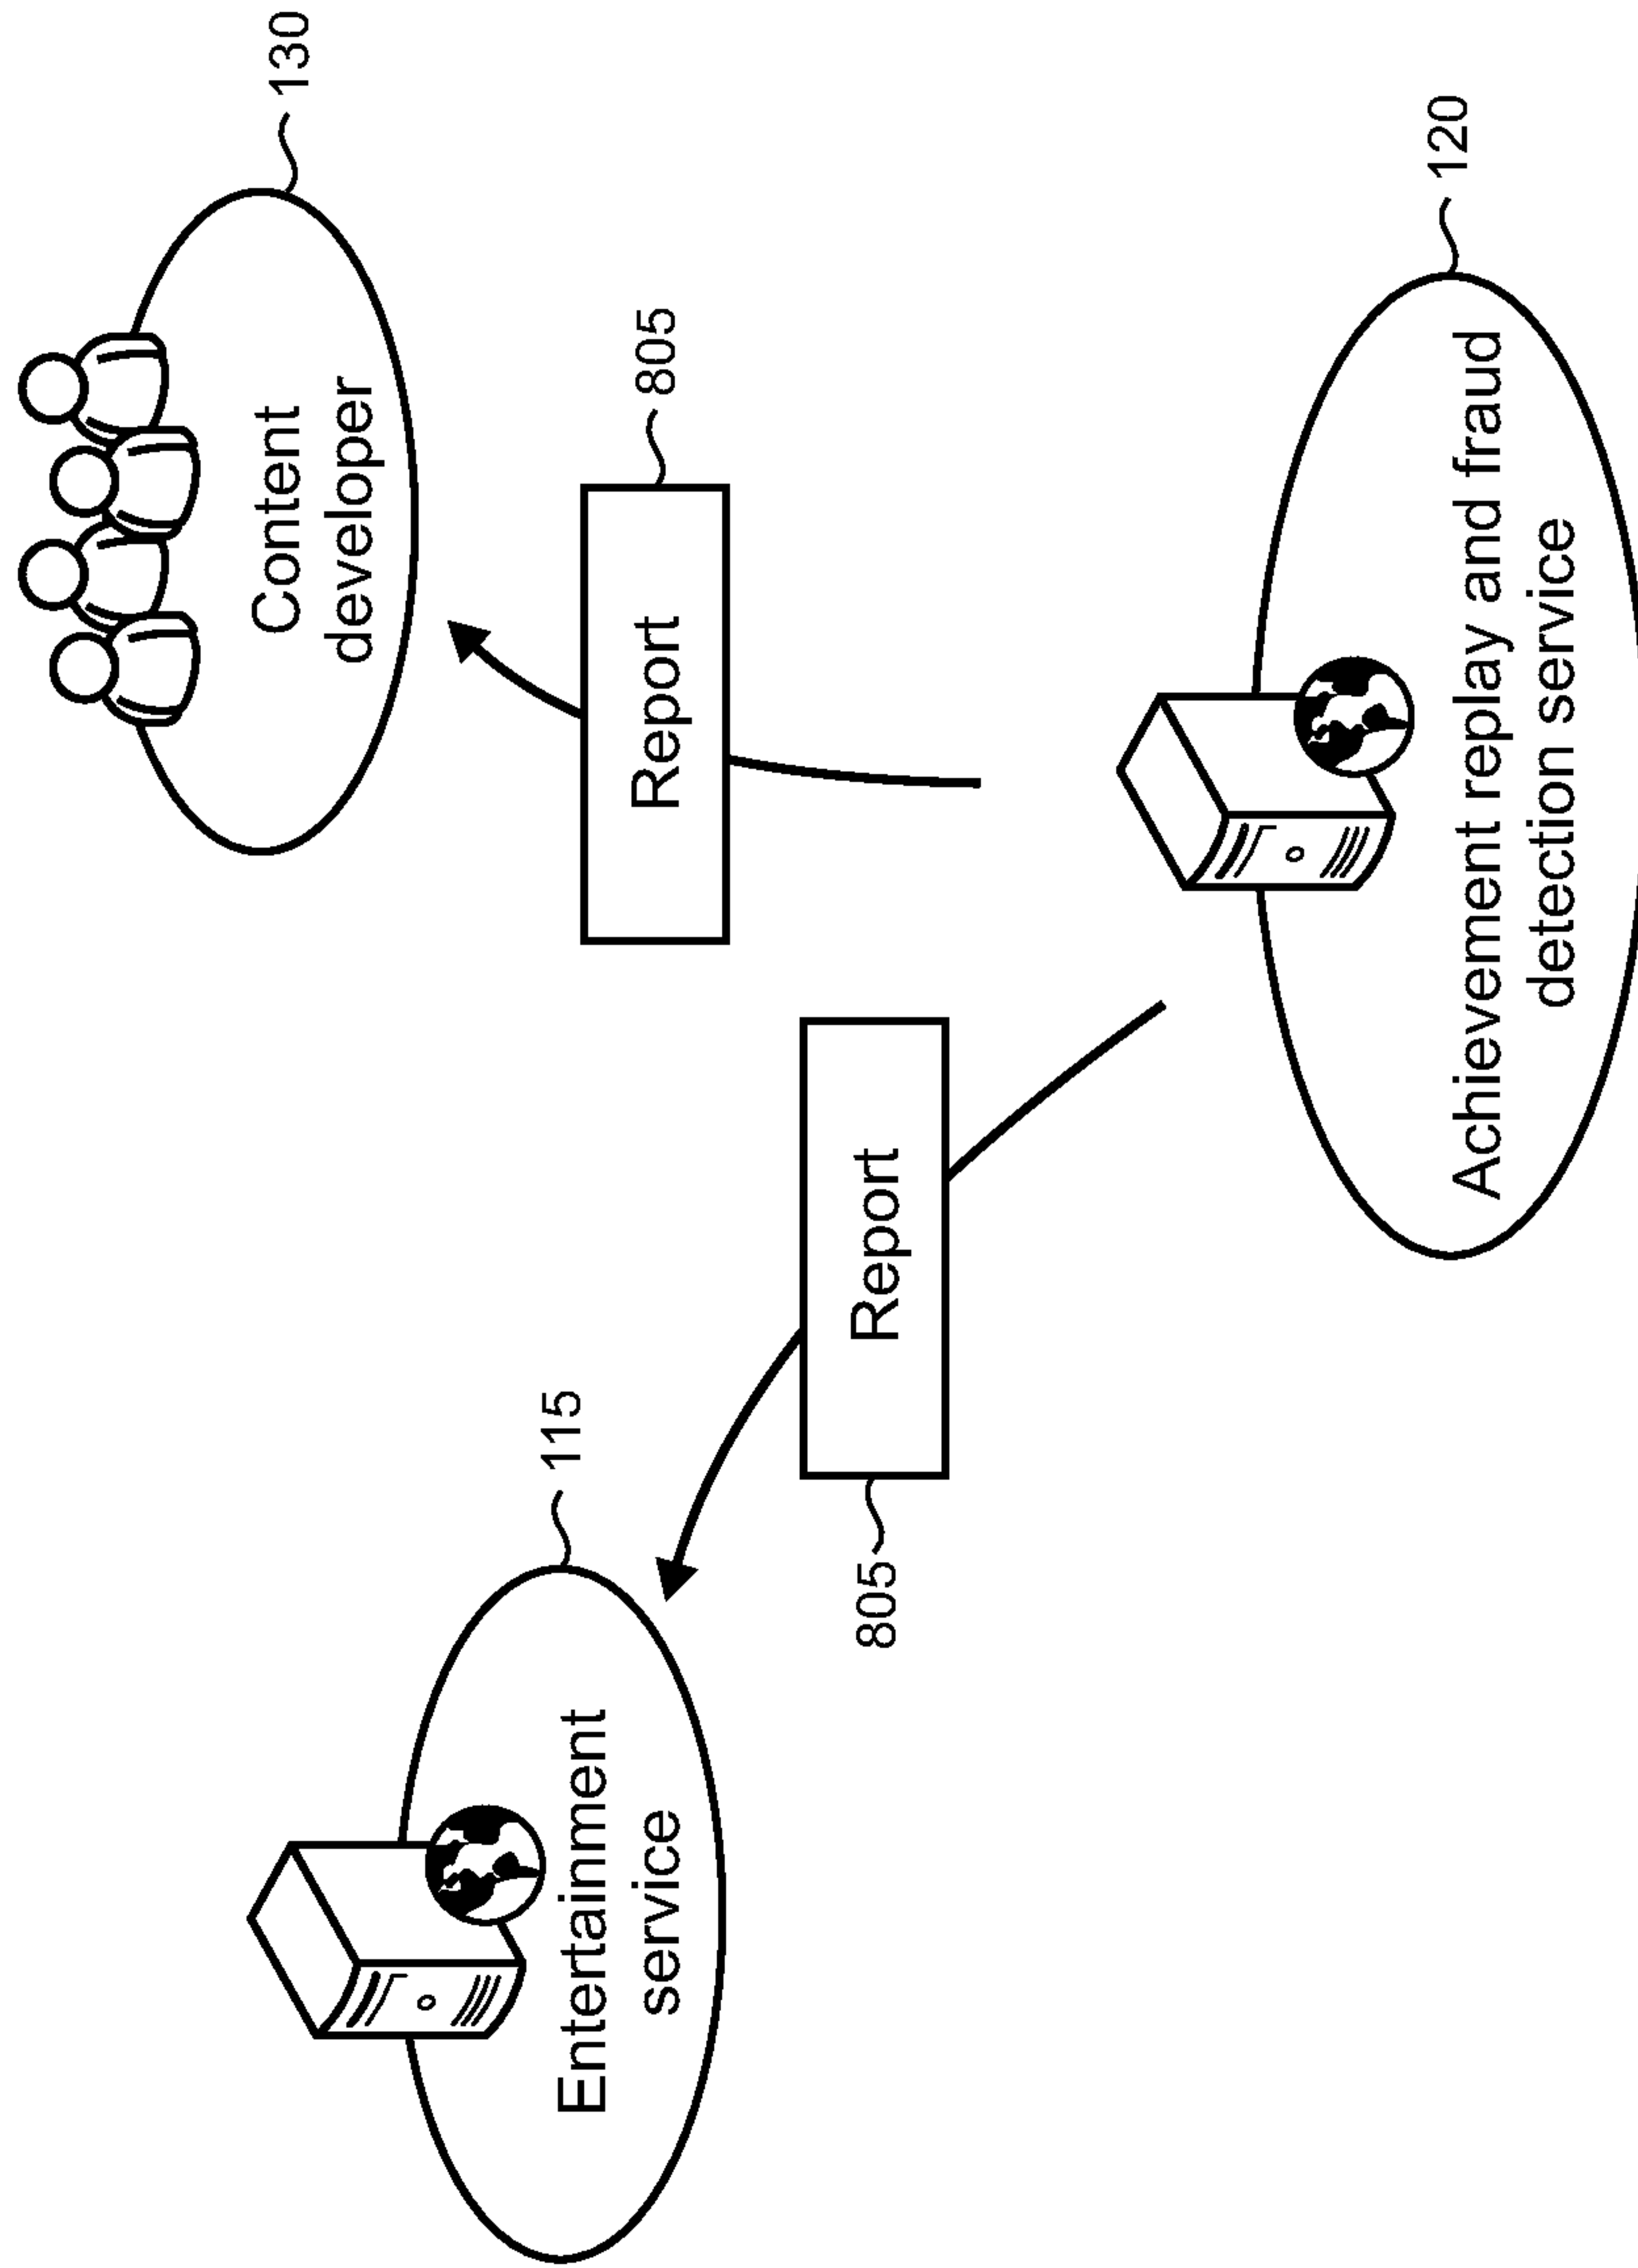 130
Content
developer
805
Report
115
Entertainment
service
Report
805
120
Achievement replay and fraud
detection service